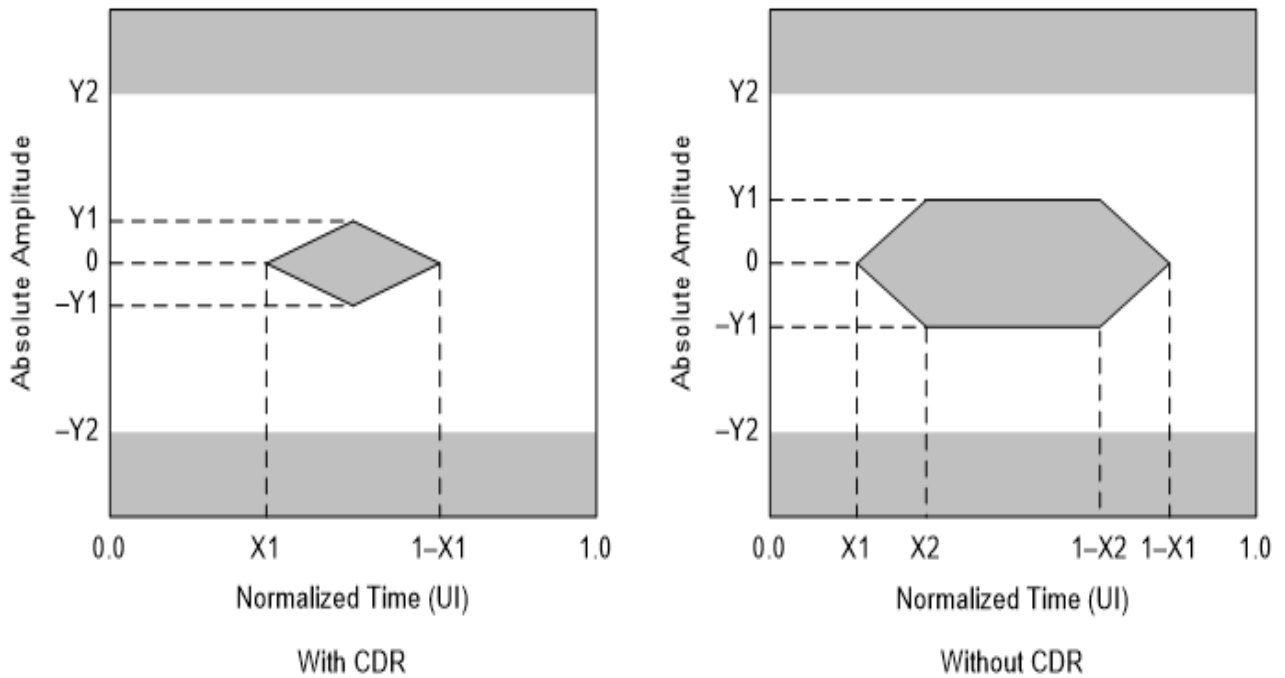 Absolute Amplitude
Y2
Y1
0
–Y1
–Y2
0.0 X1 1–X1 1.0
Normalized Time (UI)
With CDR
Absolute Amplitude
Y2
Y1
0
–Y1
–Y2
0.0 X1 X2 1–X2 1–X1 1.0
Normalized Time (UI)
Without CDR